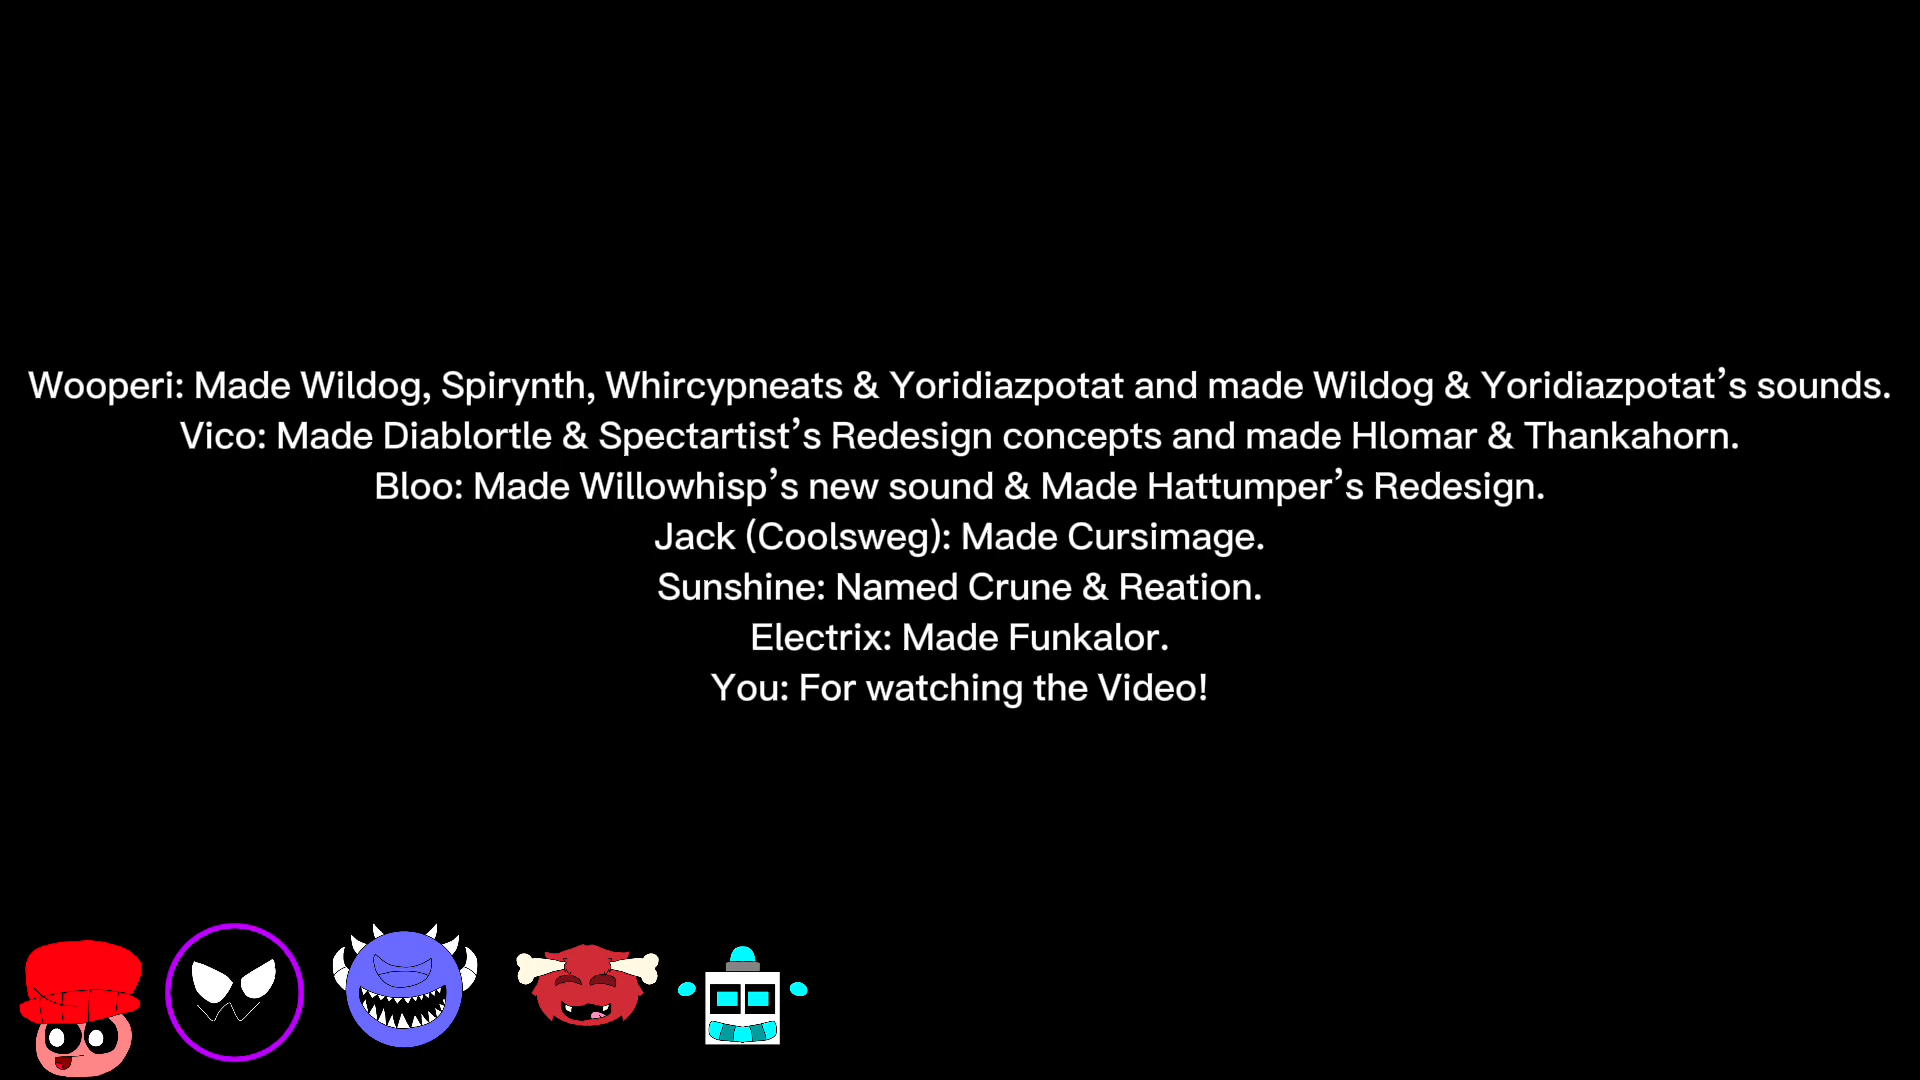 Wooperi: Made Wildog, Spirynth, Whircypneats & Yoridiazpotat and made Wildog & Yoridiazpotat’s sounds.
Vico: Made Diablortle & Spectartist’s Redesign concepts and made Hlomar & Thankahorn.
Bloo: Made Willowhisp’s new sound & Made Hattumper’s Redesign.
Jack (Coolsweg): Made Cursimage.
Sunshine: Named Crune & Reation.
Electrix: Made Funkalor.
You: For watching the Video!